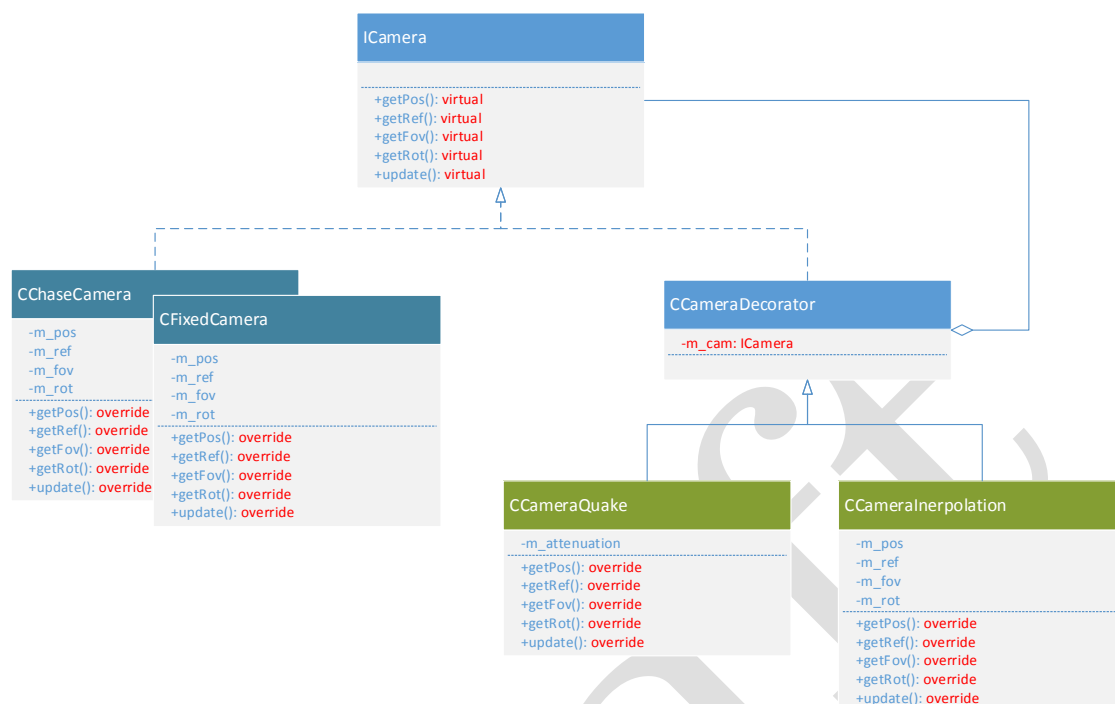 ICamera
+getPos(): virtual
+getRef(): virtual
+getFov(): virtual
+getRot(): virtual
+update(): virtual
CChaseCamera
-m_pos
-m_ref
-m_fov
-m_rot
+getPos(): override
+getRef(): override
+getFov(): override
+getRot(): override
+update(): override
CFixedCamera
-m_pos
-m_ref
-m_fov
-m_rot
+getPos(): override
+getRef(): override
+getFov(): override
+getRot(): override
+update(): override
CCameraDecorator
-m_cam: ICamera
CCameraQuake
-m_attenuation
+getPos(): override
+getRef(): override
+getFov(): override
+getRot(): override
+update(): override
CCameraInerpolation
-m_pos
-m_ref
-m_fov
-m_rot
+getPos(): override
+getRef(): override
+getFov(): override
+getRot(): override
+update(): override